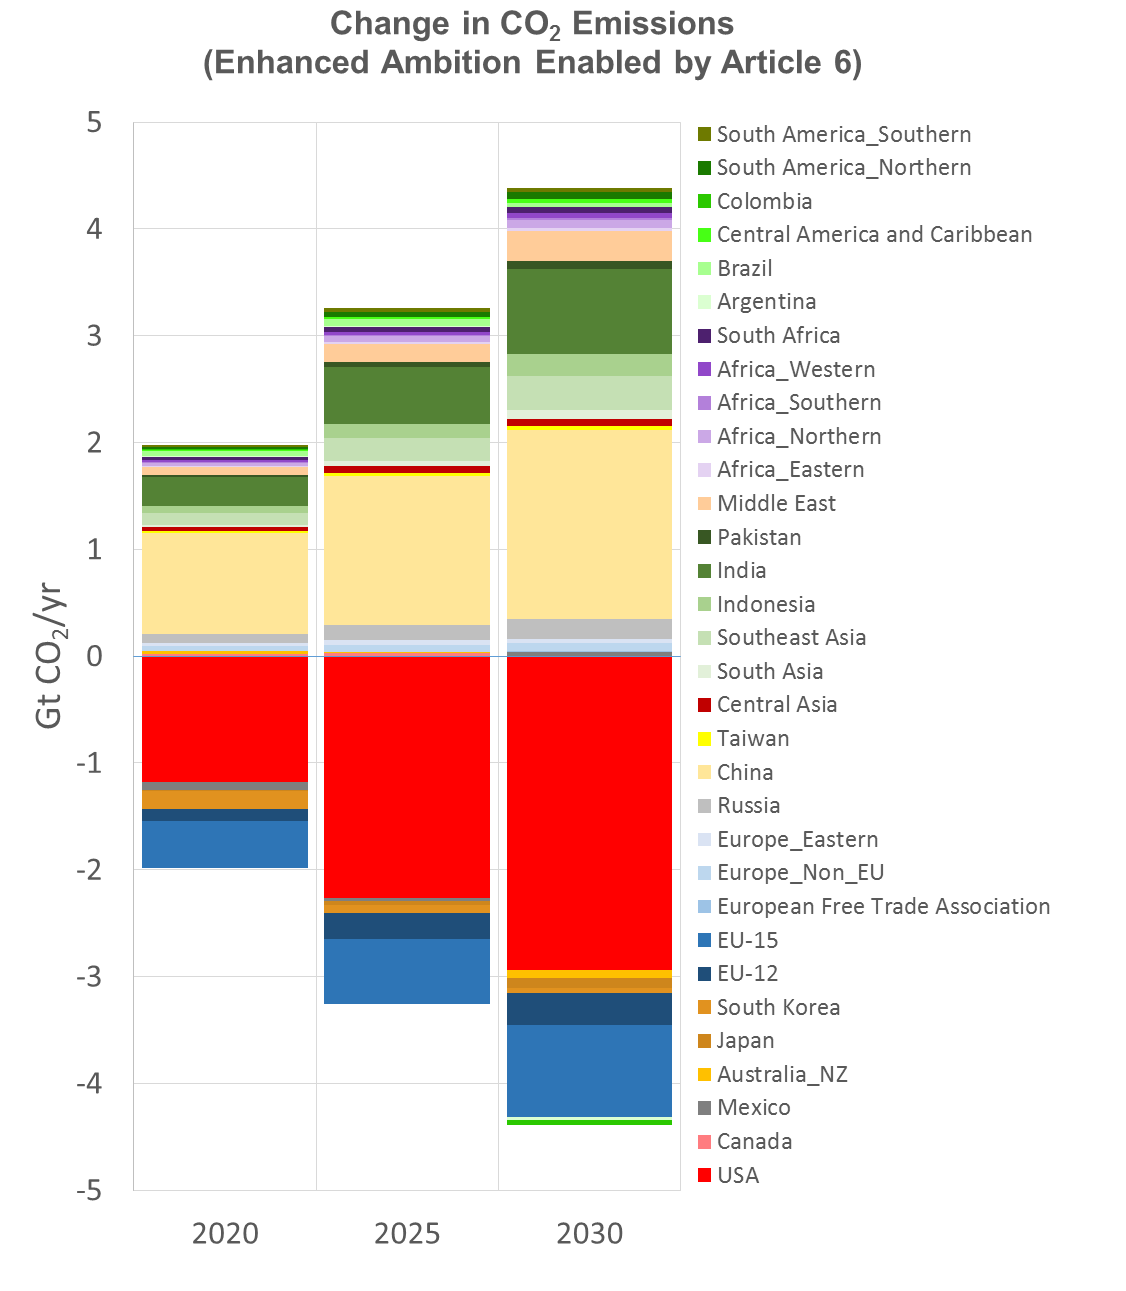 Change in CO₂ Emissions
(Enhanced Ambition Enabled by Article 6)
Gt CO₂/yr
5
4
3
2
1
0
-1
-2
-3
-4
-5
2020 2025 2030
South America_Southern
South America_Northern
Colombia
Central America and Caribbean
Brazil
Argentina
South Africa
Africa_Western
Africa_Southern
Africa_Northern
Africa_Eastern
Middle East
Pakistan
India
Indonesia
Southeast Asia
South Asia
Central Asia
Taiwan
China
Russia
Europe_Eastern
Europe_Non_EU
European Free Trade Association
EU-15
EU-12
South Korea
Japan
Australia_NZ
Mexico
Canada
USA